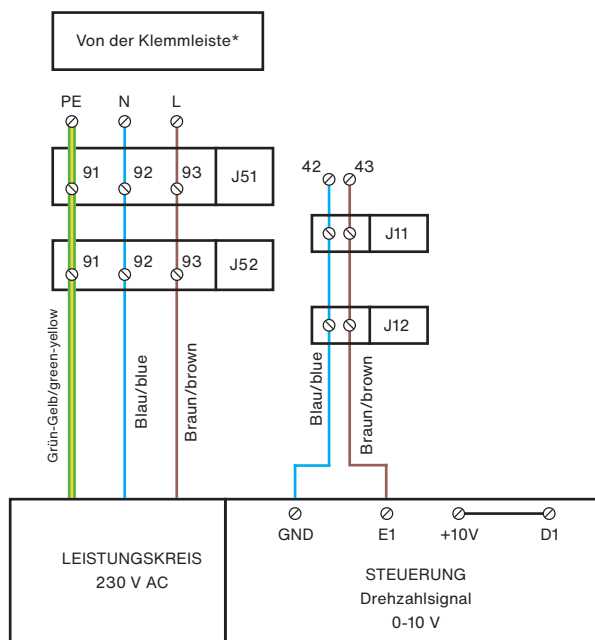 Von der Klemmleiste*
PE N L
91 92 93 J51
42 43
J11
91 92 93 J52
J12
Grün-Gelb/green-yellow
Blau/blue
Braun/brown
Blau/blue
Braun/brown
GND E1 +10V D1
LEISTUNGSKREIS
230 V AC
STEUERUNG
Drehzahlsignal
0-10 V